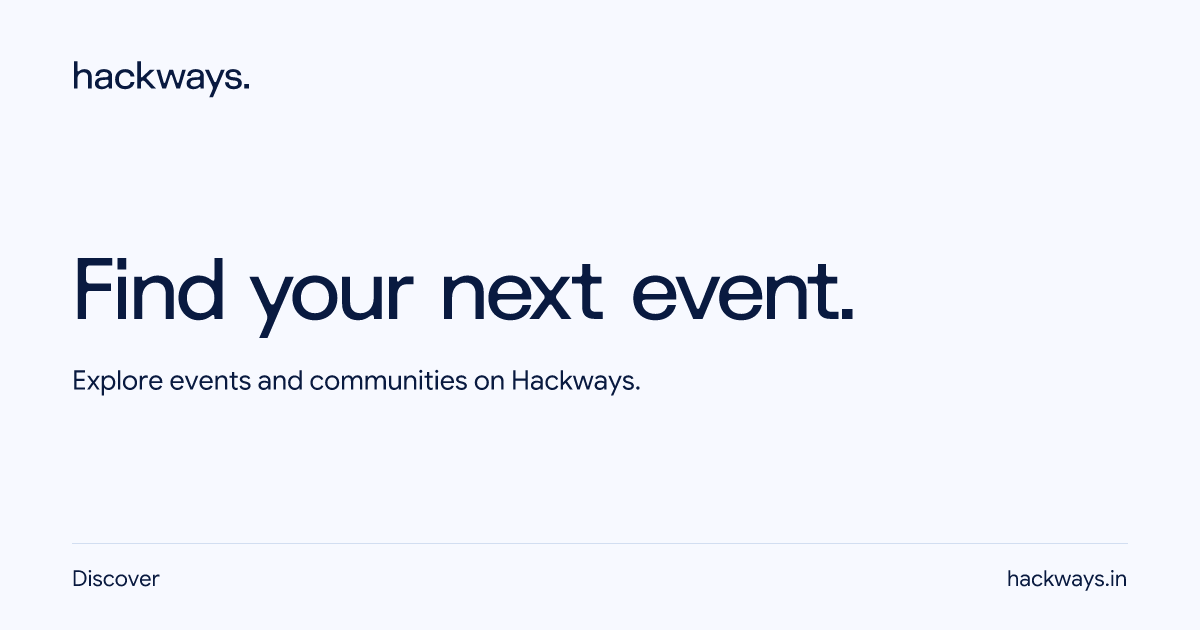 hackways.
Find your next event.
Explore events and communities on Hackways.
Discover
hackways.in